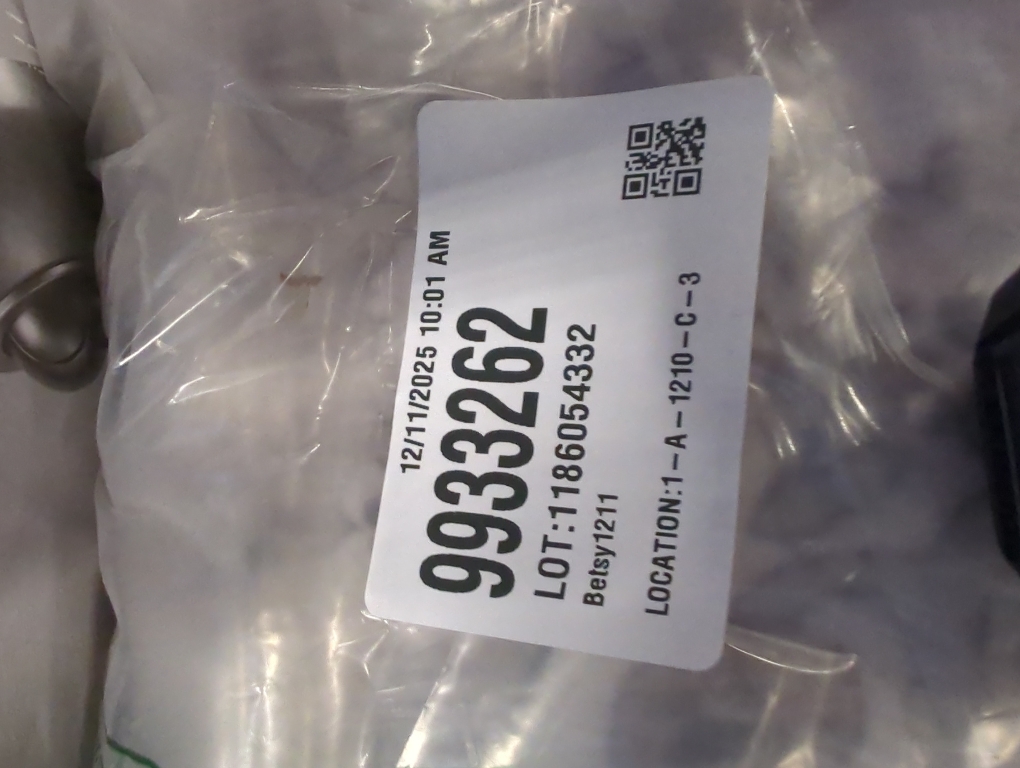 12/11/2025 10:01 AM
9933262
LOT:1186054332
Betsy1211
LOCATION:1-A-1210-C-3